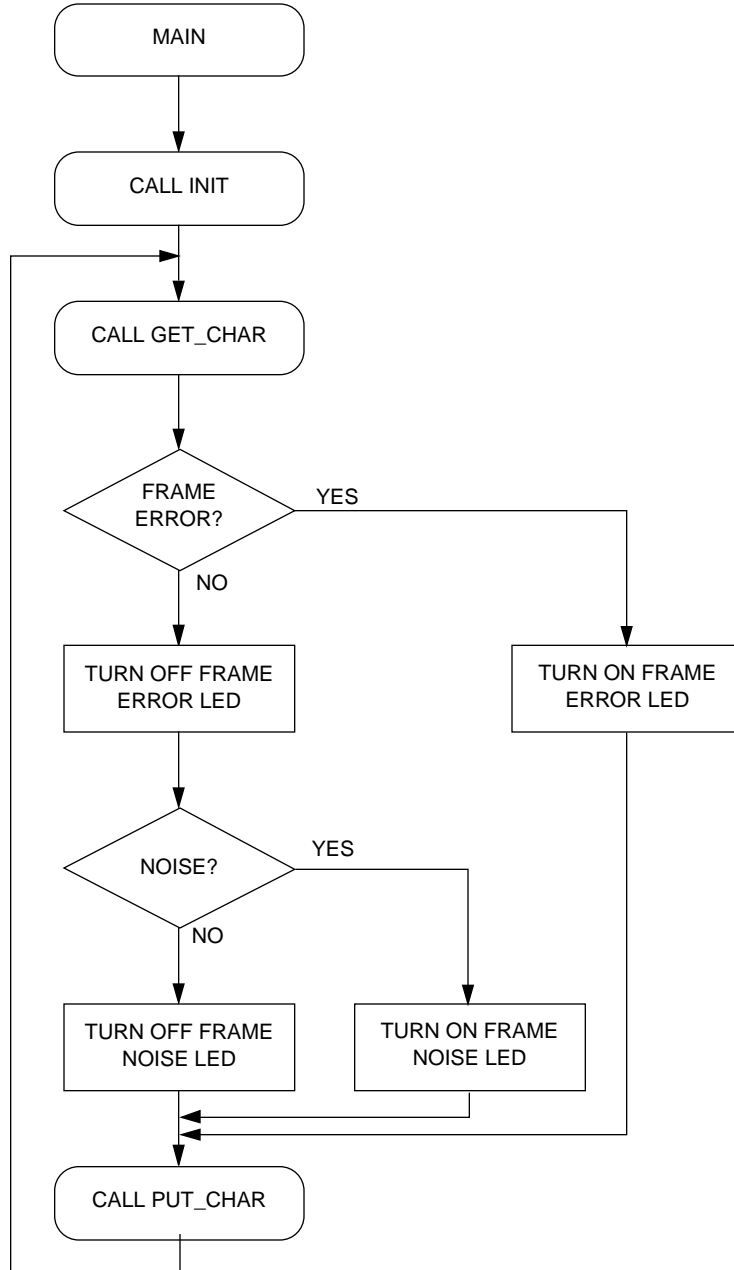 MAIN
CALL INIT
CALL GET_CHAR
FRAME
ERROR?
YES
NO
TURN OFF FRAME
ERROR LED
TURN ON FRAME
ERROR LED
NOISE?
YES
NO
TURN OFF FRAME
NOISE LED
TURN ON FRAME
NOISE LED
CALL PUT_CHAR